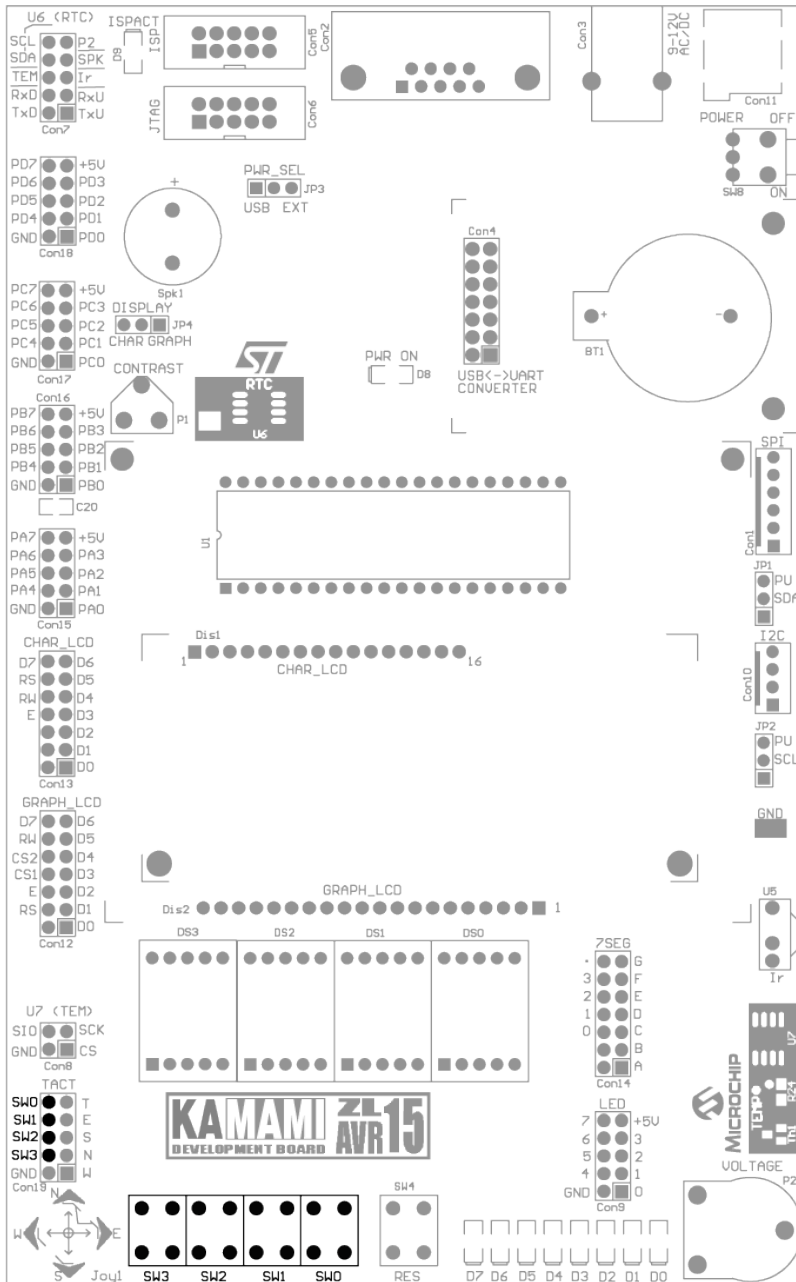 U6 (RTC)
ISPACT
SCL P2
SDA SPK
TEM Ir
RxD RxU
TxD TxU
Con7
D9
ISP
Con5
JTAG
Con6
Con2
Con3
9-12V
AC/DC
Con11
POWER OFF
SW8 ON
PD7 +5V
PD6 PD3
PD5 PD2
PD4 PD1
GND PD0
Con18
+
Spk1
PWR_SEL
JP3
USB EXT
Con4
USB<->UART
CONVERTER
+ -
BT1
PC7 +5V
PC6 PC3
PC5 PC2
PC4 PC1
GND PC0
Con17
DISPLAY
JP4
CHAR GRAPH
CONTRAST
P1
ST
RTC
U6
PWR ON
D8
Con16
PB7 +5V
PB6 PB3
PB5 PB2
PB4 PB1
GND PB0
C20
SPI
Con1
U1
PA7 +5V
PA6 PA3
PA5 PA2
PA4 PA1
GND PA0
Con15
JP1
PU
SDA
I2C
Con10
JP2
PU
SCL
GND
CHAR_LCD
D7 D6
RS D5
RW D4
E D3
D2
D1
D0
Con13
Dis1
1 16
CHAR_LCD
GRAPH_LCD
D7 D6
RW D5
CS2 D4
CS1 D3
E D2
RS D1
D0
Con12
GRAPH_LCD
Dis2 1
DS3 DS2 DS1 DS0
7SEG
. G
3 F
2 E
1 D
0 C
B
A
Con14
U5
Ir
U7 (TEM)
SIO SCK
GND CS
Con8
TACT
SW0 T
SW1 E
SW2 S
SW3 N
GND W
Con19
KAMAMI ZL
DEVELOPMENT BOARD AVR 15
LED
7 +5V
6 3
5 2
4 1
GND 0
Con9
MICROCHIP
TEMP
U7
R24
Th1
VOLTAGE
P2
N
W E
S Joy1
SW3 SW2 SW1 SW0
SW4
RES
D7 D6 D5 D4 D3 D2 D1 D0